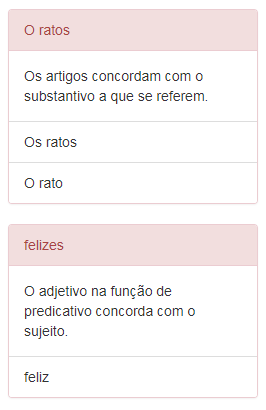 O ratos
Os artigos concordam com o
substantivo a que se referem.
Os ratos
O rato
felizes
O adjetivo na função de
predicativo concorda com o
sujeito.
feliz